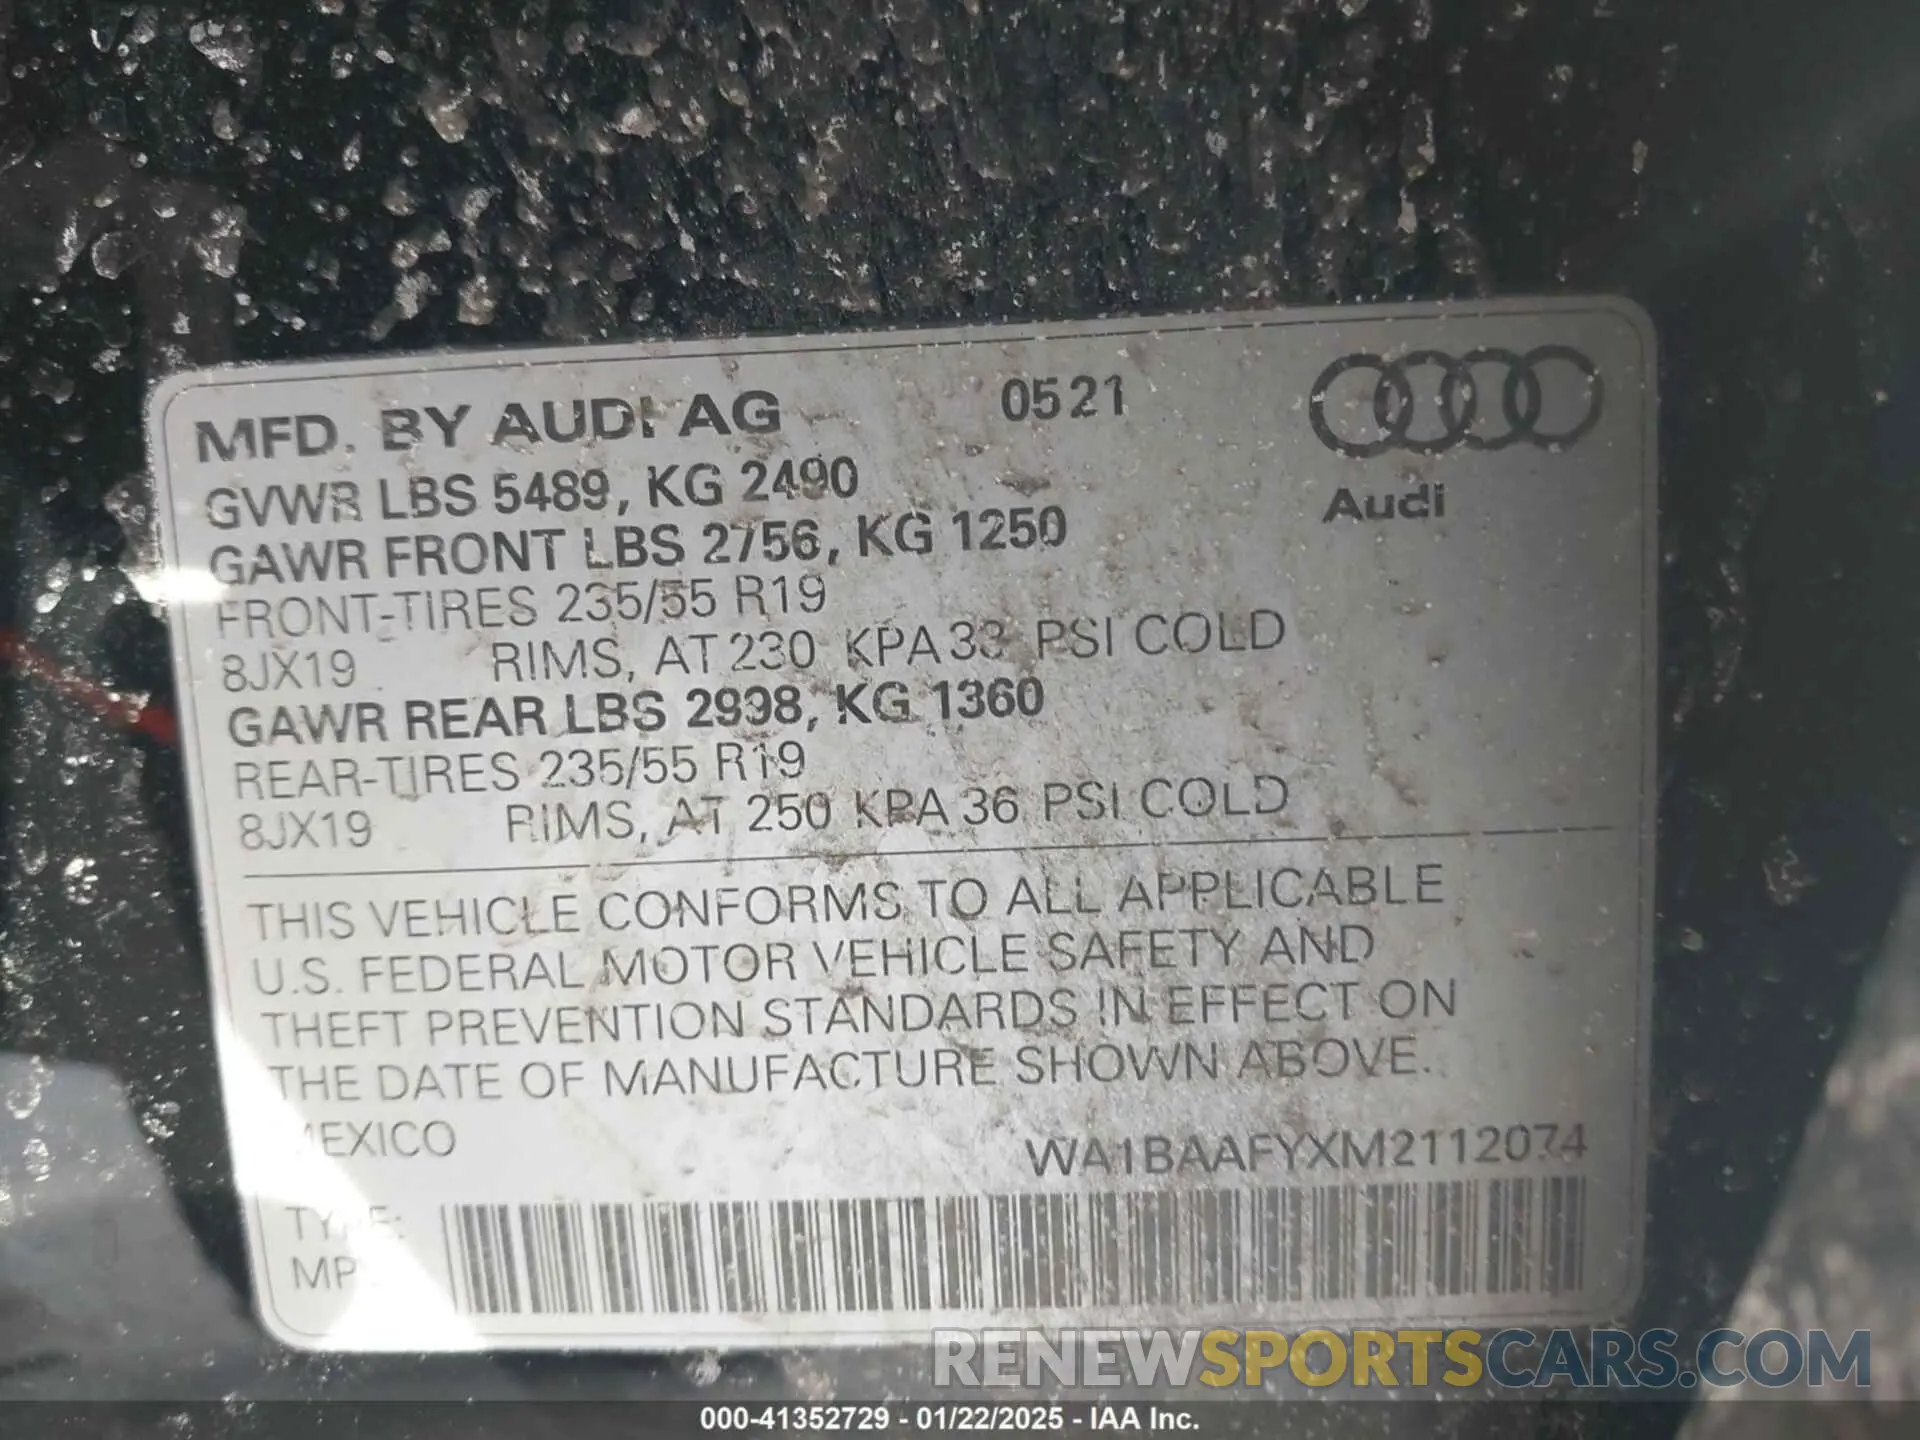 MFD. BY AUDI AG 0521
Audi
GVWR LBS 5489, KG 2490
GAWR FRONT LBS 2756, KG 1250
FRONT-TIRES 235/55 R19
8JX19 RIMS, AT 230 KPA 33 PSI COLD
GAWR REAR LBS 2998, KG 1360
REAR-TIRES 235/55 R19
8JX19 RIMS, AT 250 KPA 36 PSI COLD
THIS VEHICLE CONFORMS TO ALL APPLICABLE
U.S. FEDERAL MOTOR VEHICLE SAFETY AND
THEFT PREVENTION STANDARDS IN EFFECT ON
THE DATE OF MANUFACTURE SHOWN ABOVE.
MEXICO WA1BAAFYXM2112074
TYPE:
RENEWSPORTSCARS.COM
000-41352729 - 01/22/2025 - IAA Inc.